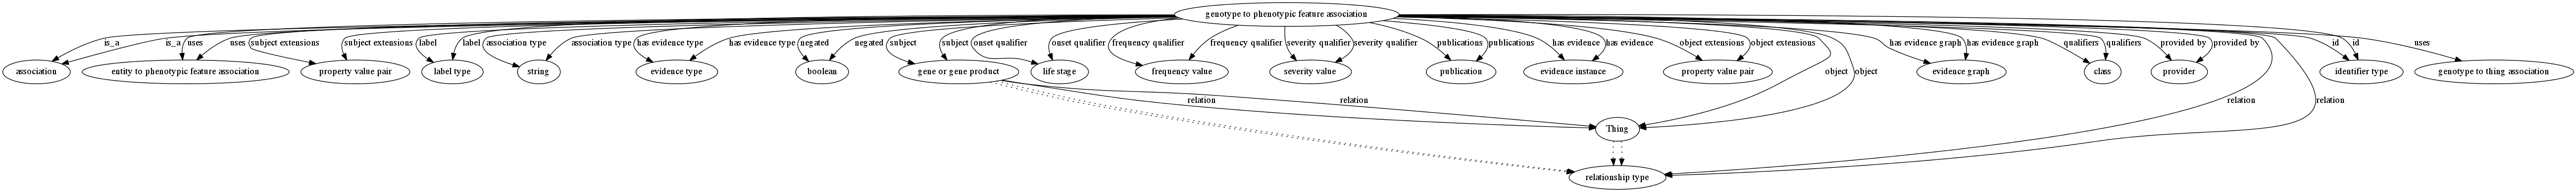 genotype to phenotypic feature association
is_a
is_a
uses
uses
subject extensions
subject extensions
label
label
association type
association type
has evidence type
has evidence type
negated
negated
subject
subject
onset qualifier
onset qualifier
frequency qualifier
frequency qualifier
severity qualifier
severity qualifier
publications
publications
has evidence
has evidence
object extensions
object extensions
object
object
has evidence graph
has evidence graph
qualifiers
qualifiers
provided by
provided by
id
id
uses
association
entity to phenotypic feature association
property value pair
label type
string
evidence type
boolean
gene or gene product
life stage
frequency value
severity value
publication
evidence instance
property value pair
evidence graph
class
provider
identifier type
genotype to thing association
relation
relation
relation
relation
Thing
relationship type